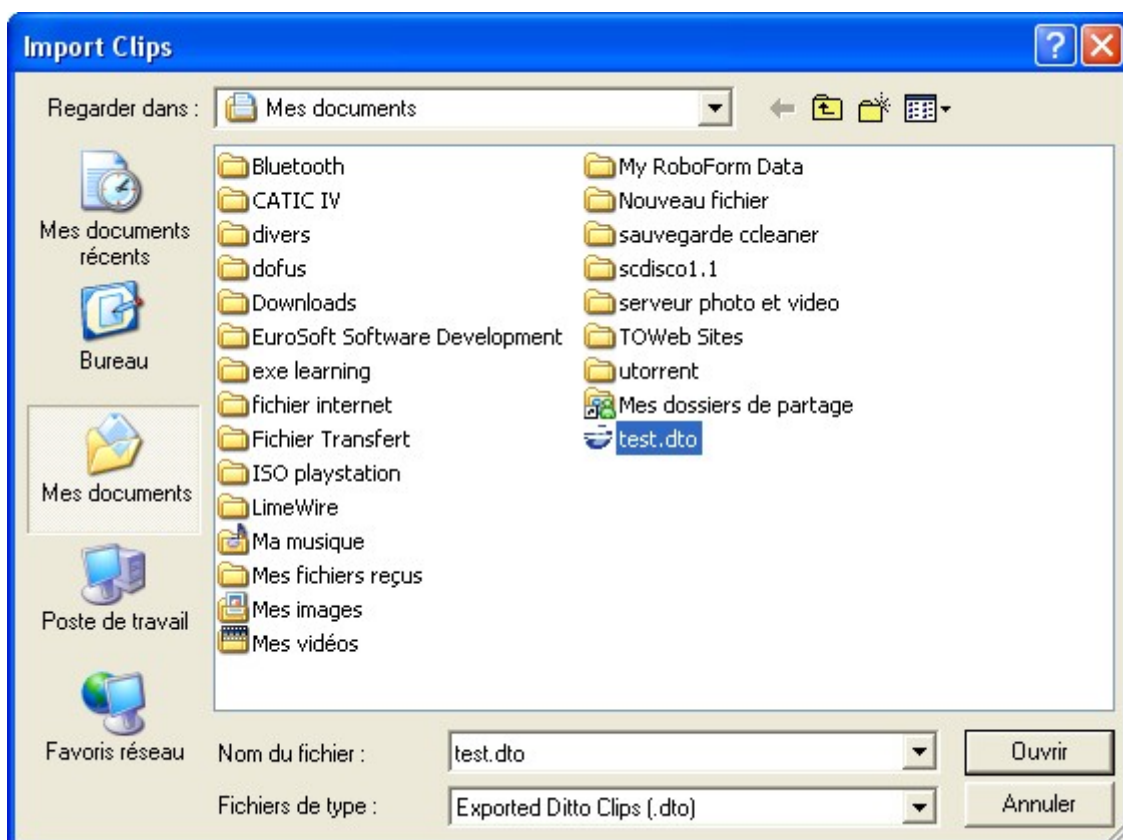 Import Clips
Regarder dans :
Mes documents
Mes documents récents
Bureau
Mes documents
Poste de travail
Favoris réseau
Bluetooth
CATIC IV
divers
dofus
Downloads
EuroSoft Software Development
exe learning
fichier internet
Fichier Transfert
ISO playstation
LimeWire
Ma musique
Mes fichiers reçus
Mes images
Mes vidéos
My RoboForm Data
Nouveau fichier
sauvegarde ccleaner
scdisco1.1
serveur photo et video
TOWeb Sites
utorrent
Mes dossiers de partage
test.dto
Nom du fichier :
test.dto
Ouvrir
Fichiers de type :
Exported Ditto Clips (.dto)
Annuler